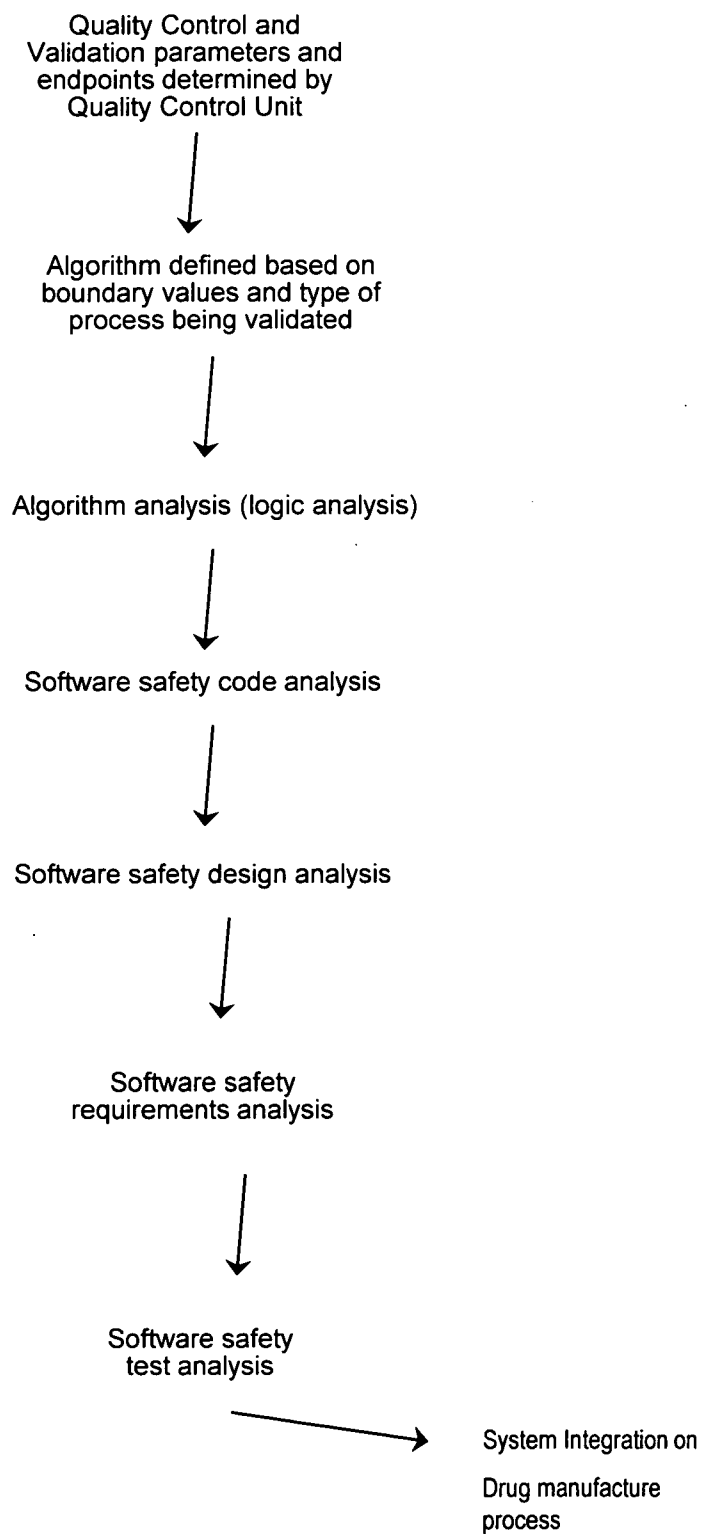 Quality Control and
Validation parameters and
endpoints determined by
Quality Control Unit
Algorithm defined based on
boundary values and type of
process being validated
Algorithm analysis (logic analysis)
Software safety code analysis
Software safety design analysis
Software safety
requirements analysis
Software safety
test analysis
System Integration on
Drug manufacture
process